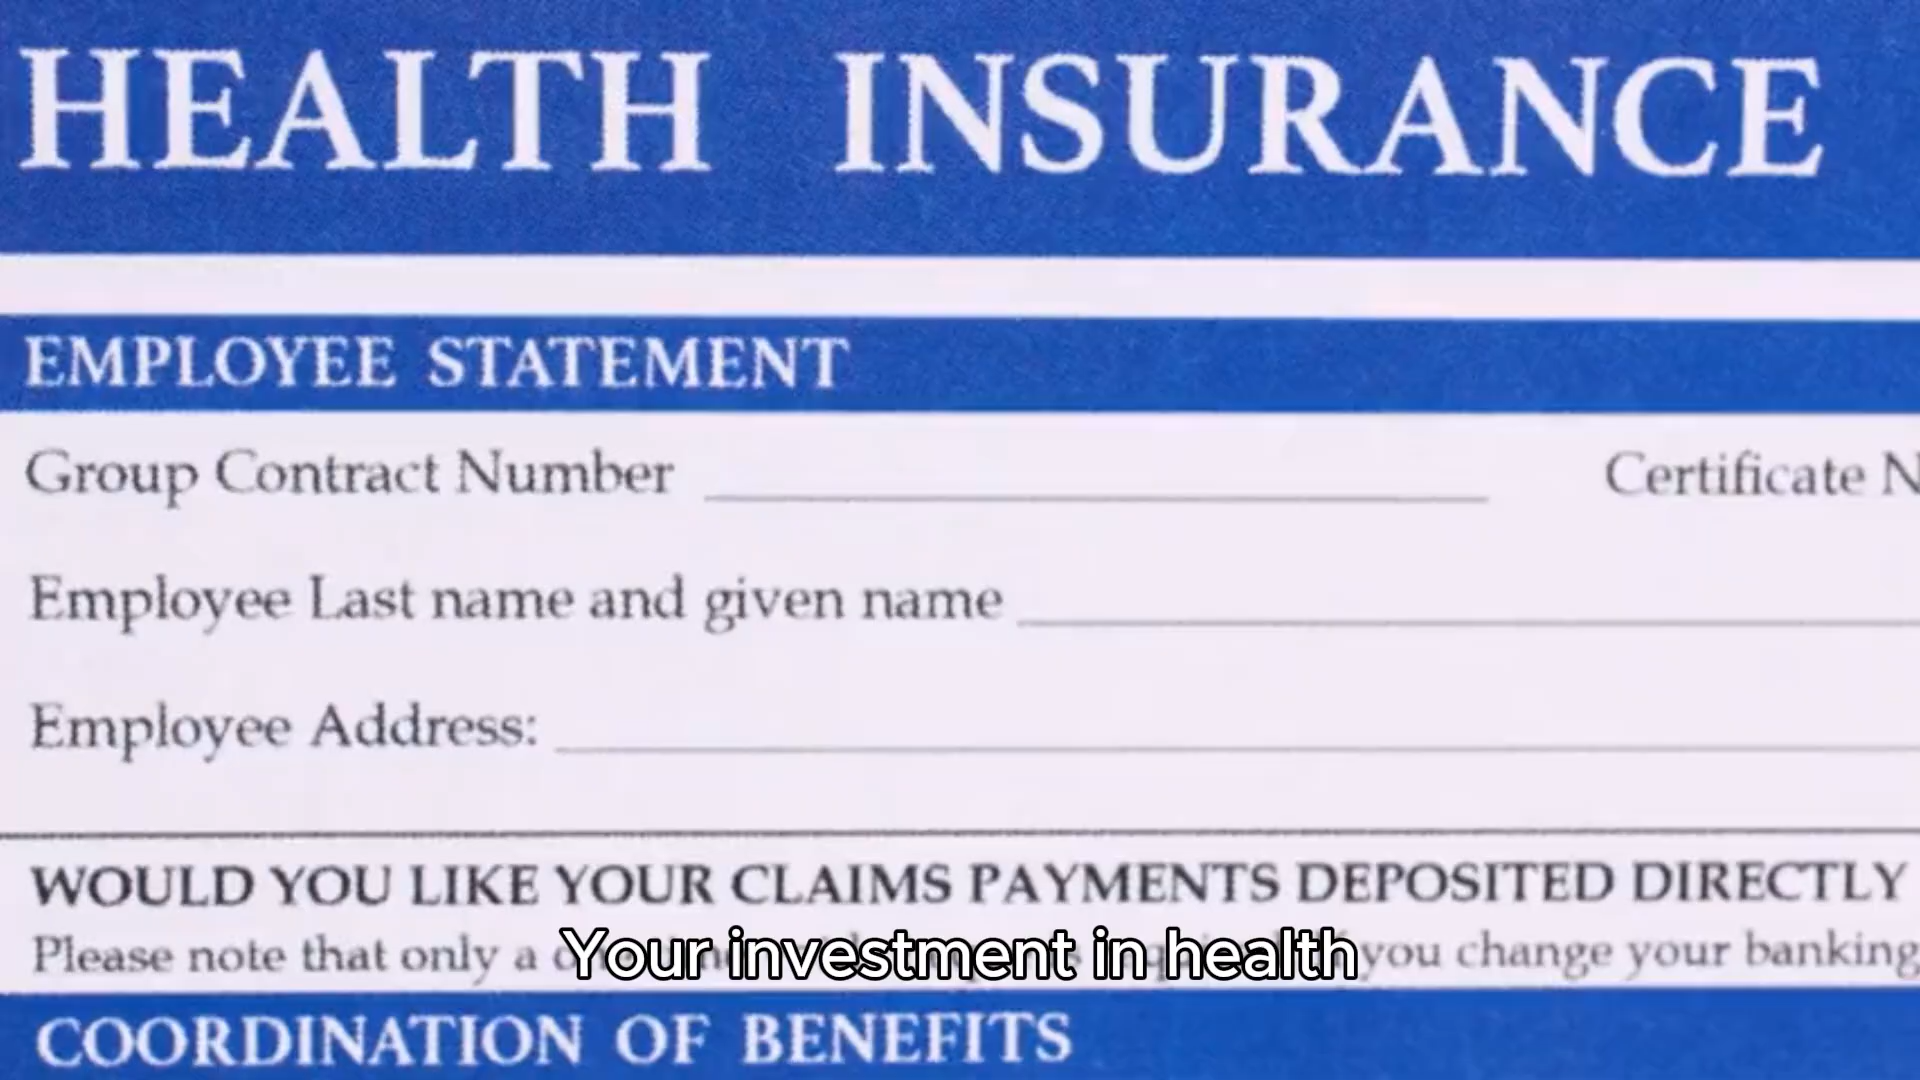 HEALTH INSURANCE
EMPLOYEE STATEMENT
Group Contract Number
Certificate N
Employee Last name and given name
Employee Address:
WOULD YOU LIKE YOUR CLAIMS PAYMENTS DEPOSITED DIRECTLY
Please note that only a you change your banking
Your investment in health
COORDINATION OF BENEFITS